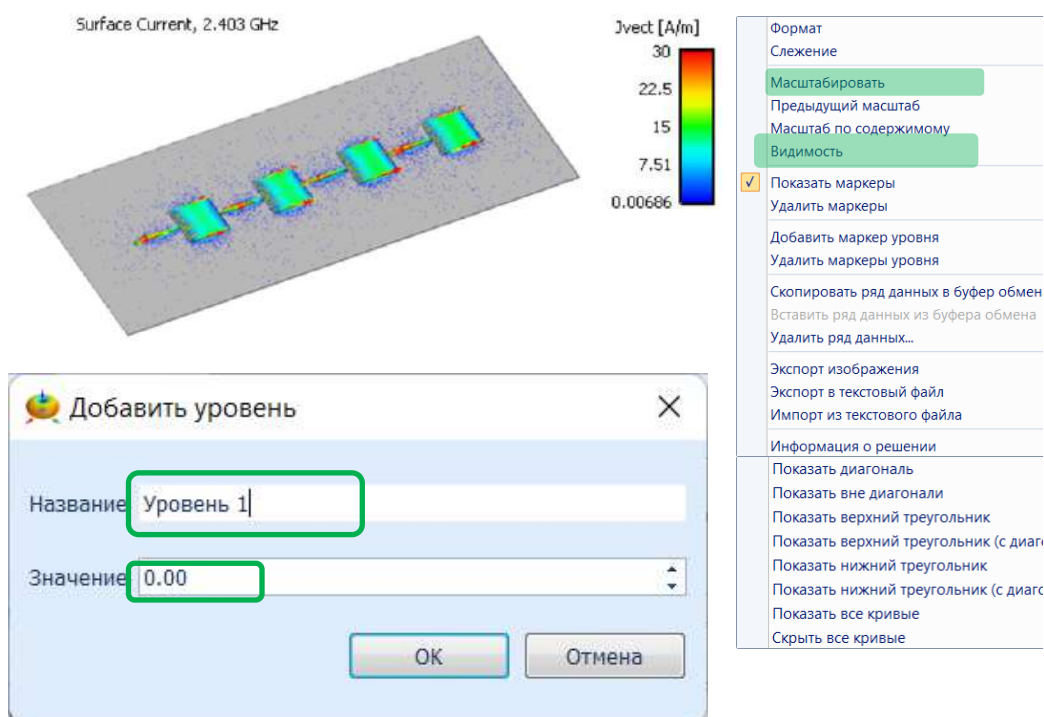 Surface Current, 2.403 GHz
Jvect [A/m]
30
22.5
15
7.51
0.00686
Добавить уровень
Название
Уровень 1
Значение
0.00
OK
Отмена
Формат
Слежение
Масштабировать
Предыдущий масштаб
Масштаб по содержимому
Видимость
Показать маркеры
Удалить маркеры
Добавить маркер уровня
Удалить маркеры уровня
Скопировать ряд данных в буфер обмен
Вставить ряд данных из буфера обмена
Удалить ряд данных...
Экспорт изображения
Экспорт в текстовый файл
Импорт из текстового файла
Информация о решении
Показать диагональ
Показать вне диагонали
Показать верхний треугольник
Показать верхний треугольник (с диаг
Показать нижний треугольник
Показать нижний треугольник (с диаго
Показать все кривые
Скрыть все кривые